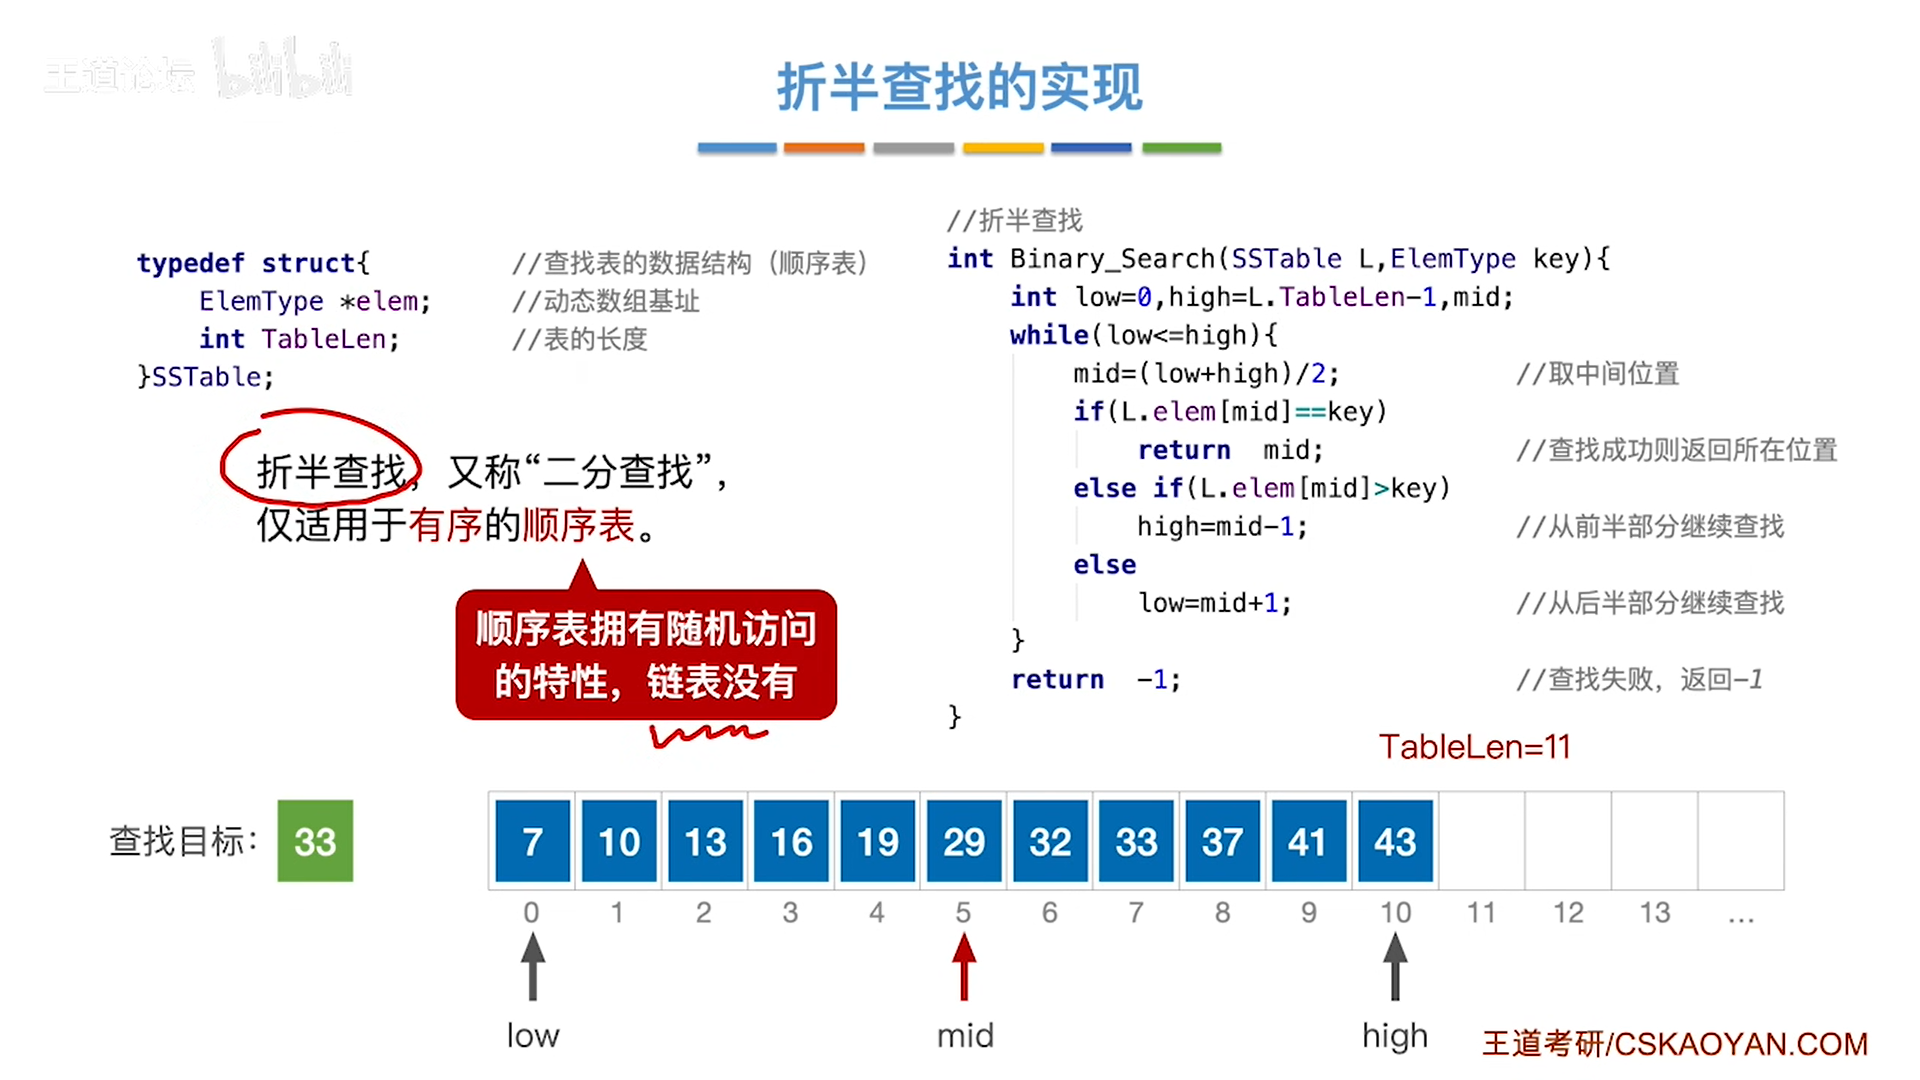 王道论坛 bilibili
折半查找的实现
typedef struct{ //查找表的数据结构（顺序表）
ElemType *elem; //动态数组基址
int TableLen; //表的长度
}SSTable;
折半查找，又称“二分查找”，
仅适用于有序的顺序表。
顺序表拥有随机访问
的特性，链表没有
//折半查找
int Binary_Search(SSTable L,ElemType key){
int low=0,high=L.TableLen-1,mid;
while(low<=high){
mid=(low+high)/2; //取中间位置
if(L.elem[mid]==key)
return mid; //查找成功则返回所在位置
else if(L.elem[mid]>key)
high=mid-1; //从前半部分继续查找
else
low=mid+1; //从后半部分继续查找
}
return -1; //查找失败，返回-1
}
TableLen=11
查找目标： 33 7 10 13 16 19 29 32 33 37 41 43
0 1 2 3 4 5 6 7 8 9 10 11 12 13 ...
low mid high
王道考研/CSKAOYAN.COM